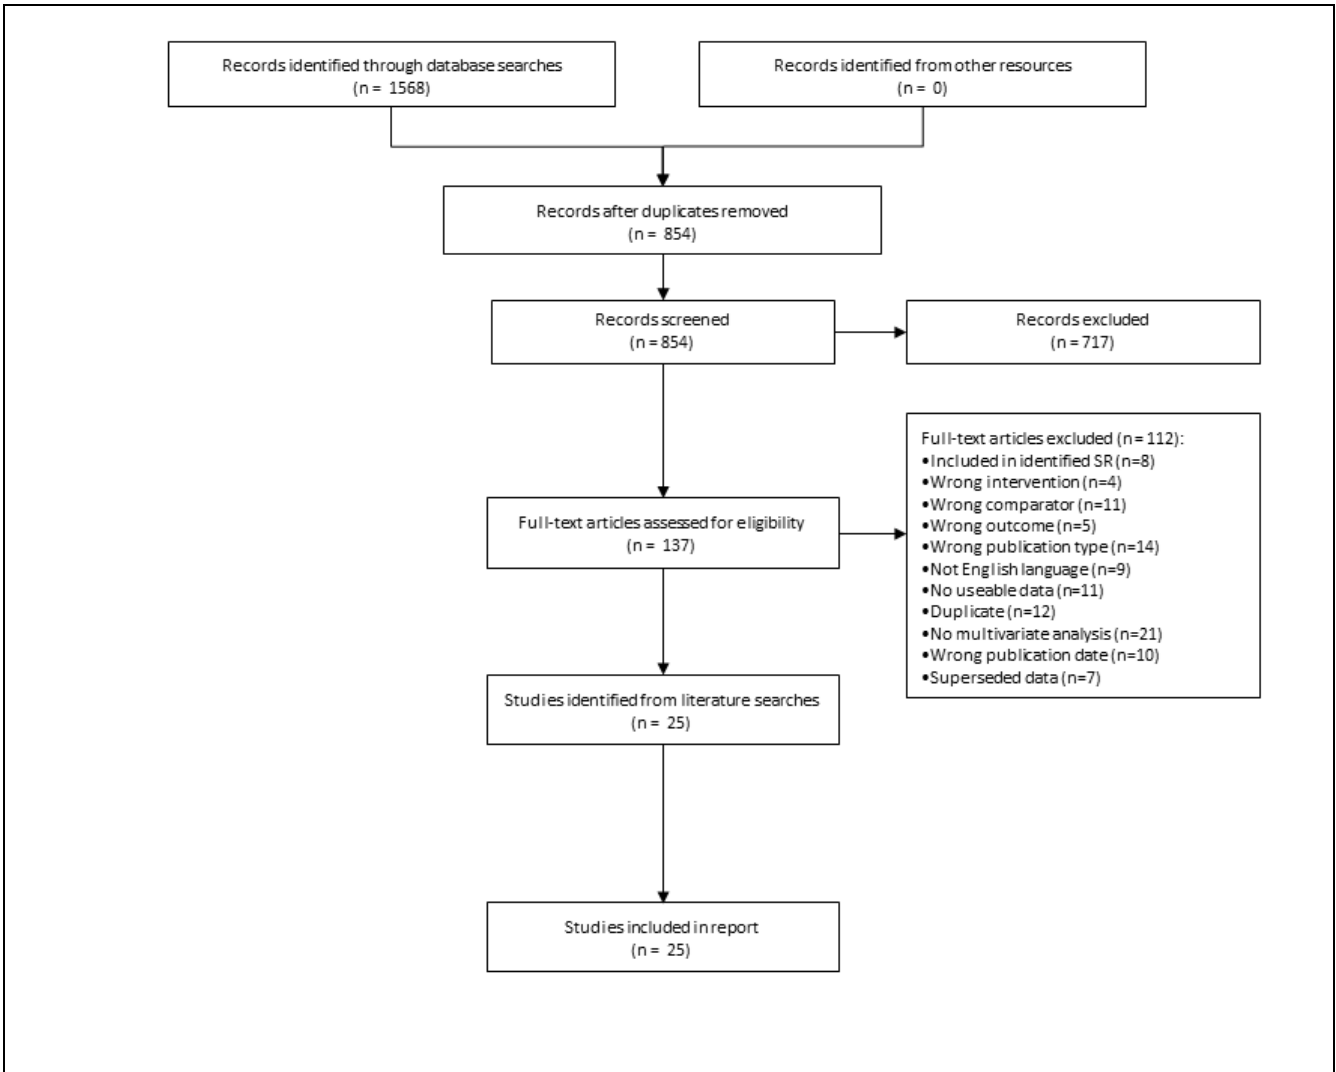 Records identified through database searches
(n = 1568)
Records identified from other resources
(n = 0)
Records after duplicates removed
(n = 854)
Records screened
(n = 854)
Records excluded
(n = 717)
Full-text articles assessed for eligibility
(n = 137)
Full-text articles excluded (n = 112):
•Included in identified SR (n=8)
•Wrong intervention (n=4)
•Wrong comparator (n=11)
•Wrong outcome (n=5)
•Wrong publication type (n=14)
•Not English language (n=9)
•No useable data (n=11)
•Duplicate (n=12)
•No multivariate analysis (n=21)
•Wrong publication date (n=10)
•Superseded data (n=7)
Studies identified from literature searches
(n = 25)
Studies included in report
(n = 25)